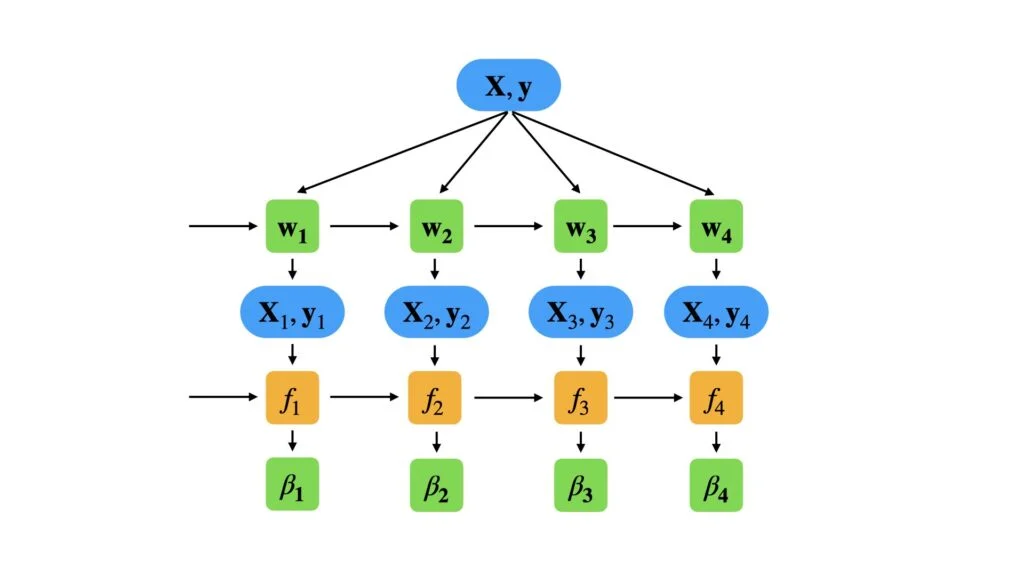 X, y
w₁ w₂ w₃ w₄
X₁, y₁ X₂, y₂ X₃, y₃ X₄, y₄
f₁ f₂ f₃ f₄
β₁ β₂ β₃ β₄